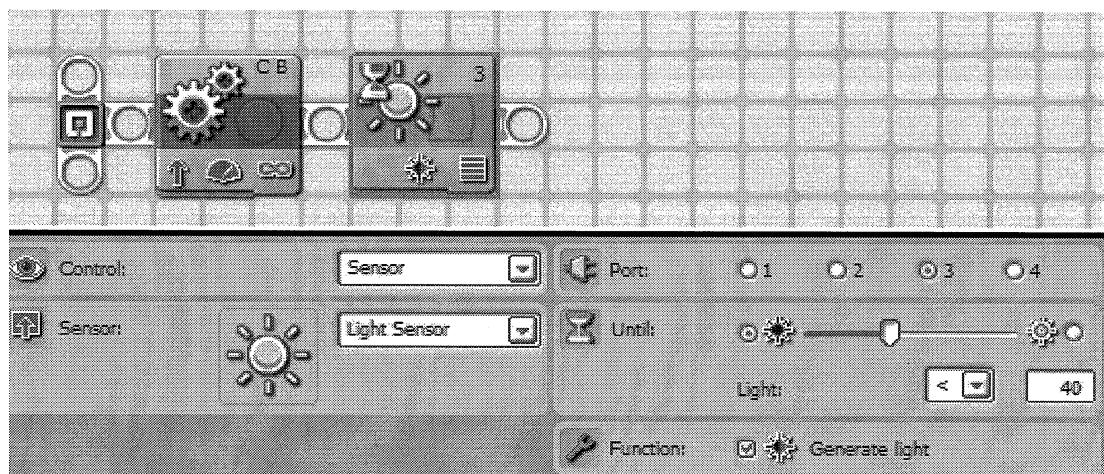 C B
3
Control: Sensor
Port: 1 2 3 4
Sensor: Light Sensor
Until:
Light: < 40
Function: Generate light